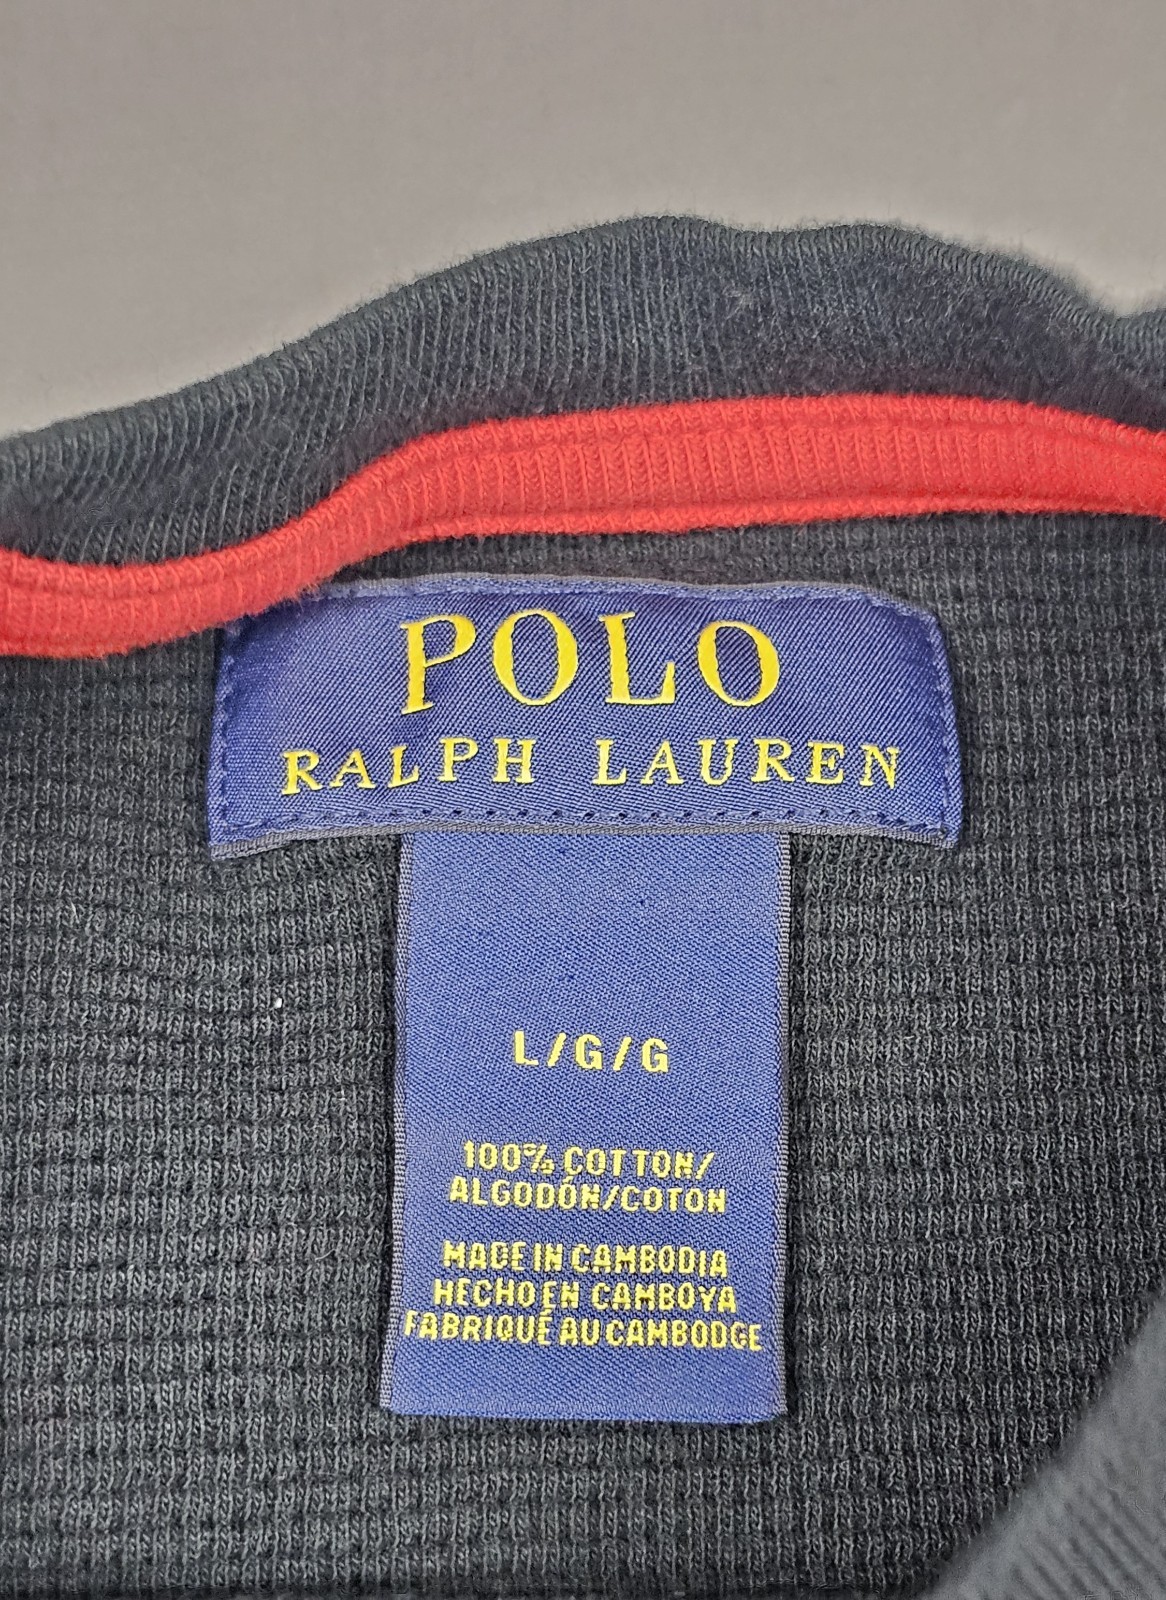 POLO
RALPH LAUREN
L/G/G
100% COTTON/
ALGODÓN/COTON
MADE IN CAMBODIA
HECHO EN CAMBOYA
FABRIQUÉ AU CAMBODGE